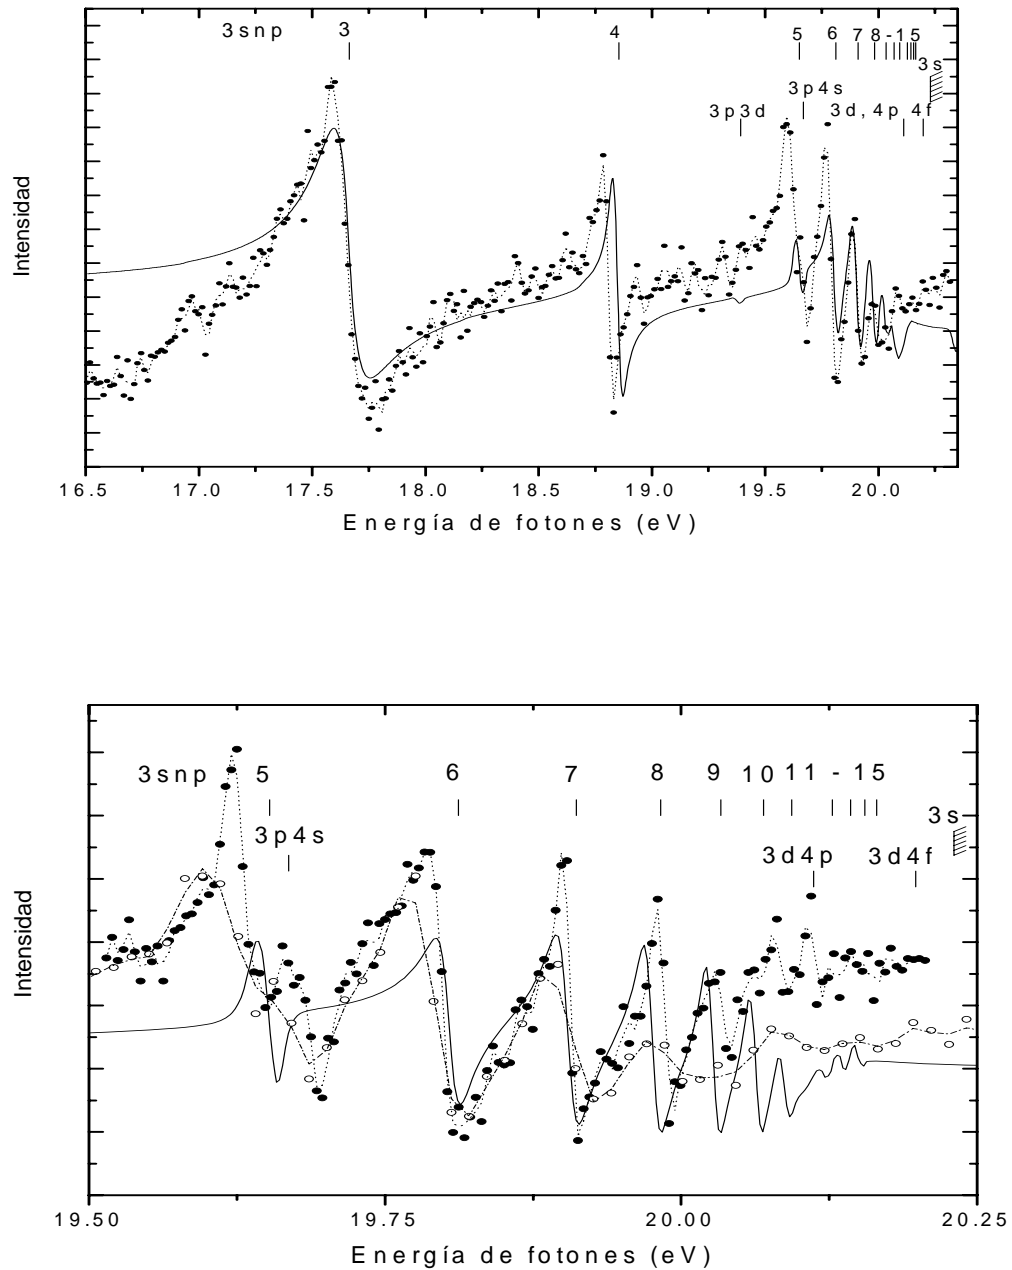 3snp 3 4 5 6 7 8-15
3s
3p4s
3p3d 3d,4p 4f
Intensidad
16.5 17.0 17.5 18.0 18.5 19.0 19.5 20.0
Energía de fotones (eV)
3snp 5 6 7 8 9 10 11 - 15
3s
3p4s 3d4p 3d4f
Intensidad
19.50 19.75 20.00 20.25
Energía de fotones (eV)